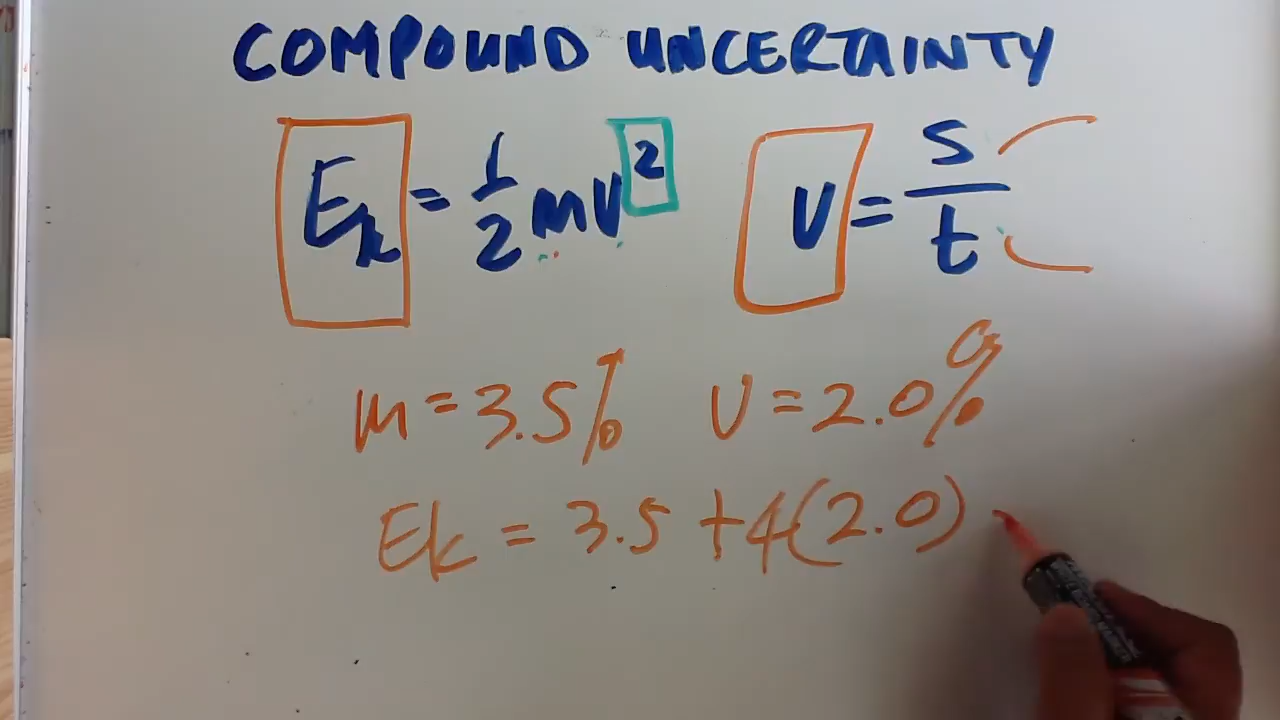 COMPOUND UNCERTAINTY
Ek = 1/2 mv² v = s/t
m = 3.5% v = 2.0%
Ek = 3.5 + 4(2.0)